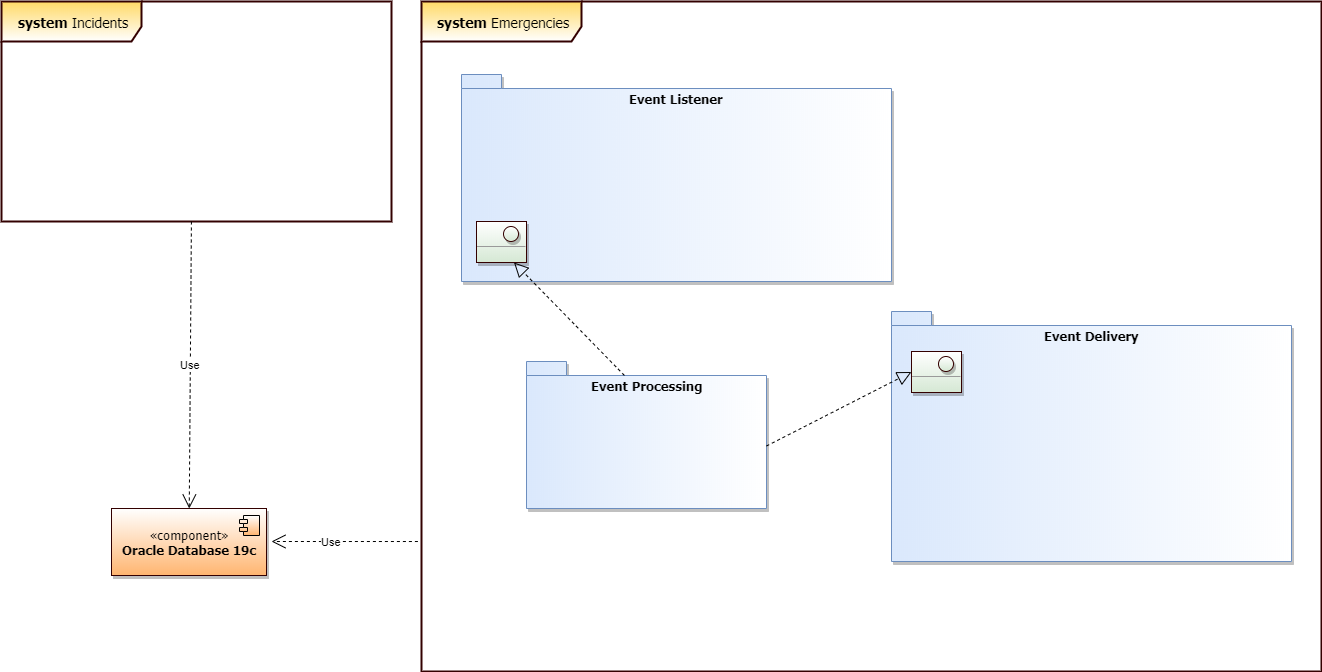 system Incidents
system Emergencies
Event Listener
Event Delivery
Use
Event Processing
«component»
Oracle Database 19c
Use